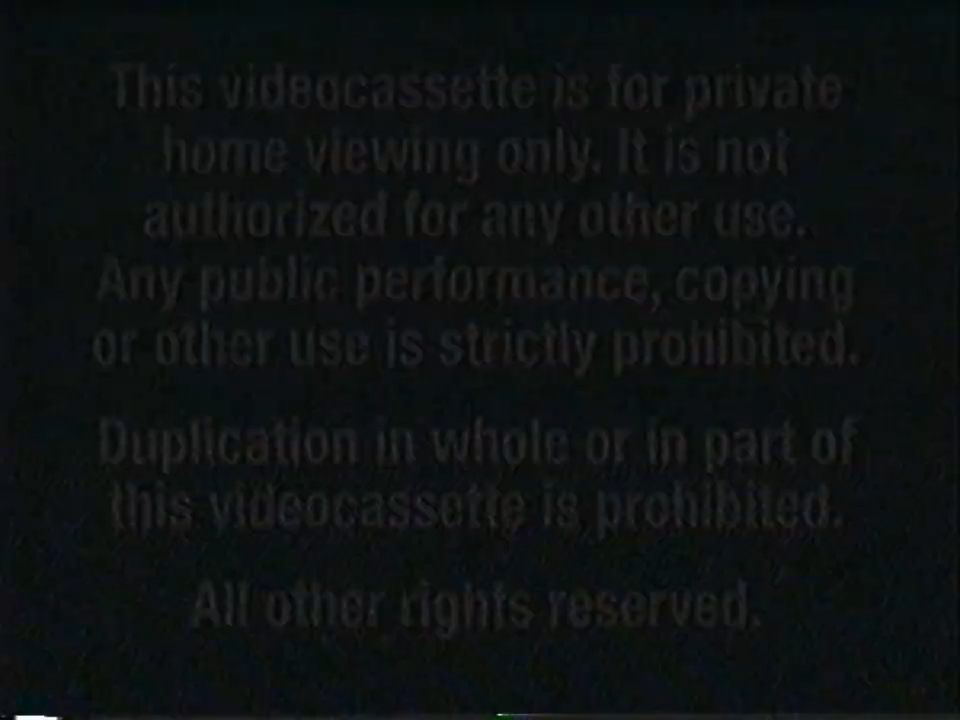 This videocassette is for private
home viewing only. It is not
authorized for any other use.
Any public performance, copying
or other use is strictly prohibited.
Duplication in whole or in part of
this videocassette is prohibited.
All other rights reserved.